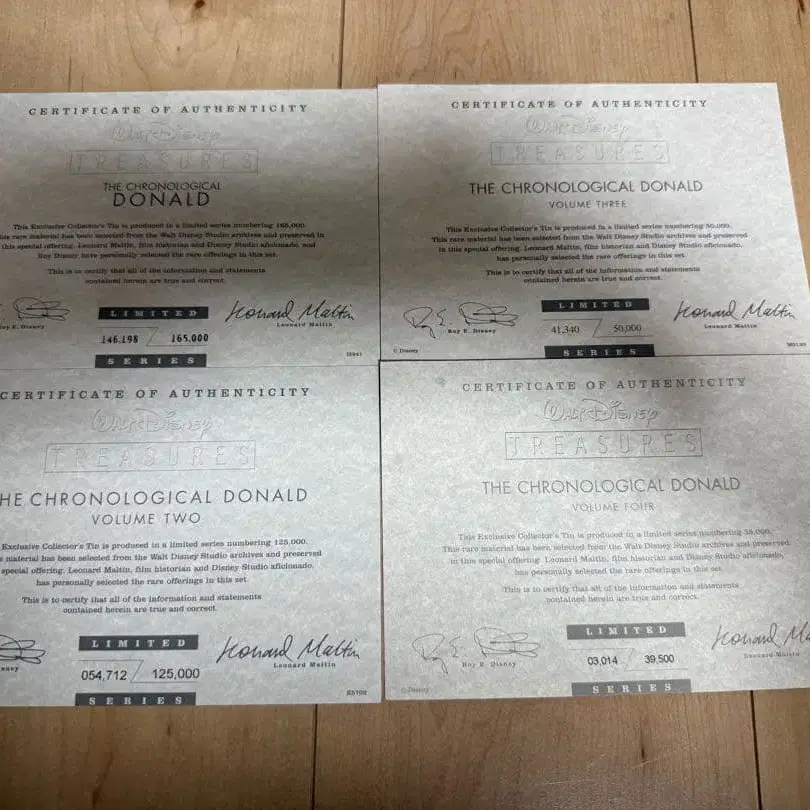 CERTIFICATE OF AUTHENTICITY
WALT DISNEY
TREASURES
THE CHRONOLOGICAL
DONALD
This Exclusive Collector's Tin is produced in a limited series numbering 165,000.
rare material has been selected from the Walt Disney Studio archives and preserved in
this special offering. Leonard Maltin, film historian and Disney Studio aficionado, and
Roy Disney have personally selected the rare offerings in this set.
This is to certify that all of the information and statements
contained herein are true and correct.
Roy E. Disney
LIMITED
146,198 / 165,000
SERIES
Leonard Maltin
Leonard Maltin
CERTIFICATE OF AUTHENTICITY
WALT DISNEY
TREASURES
THE CHRONOLOGICAL DONALD
VOLUME THREE
This Exclusive Collector's Tin is produced in a limited series numbering 50,000.
This rare material has been selected from the Walt Disney Studio archives and preserved
in this special offering. Leonard Maltin, film historian and Disney Studio aficionado,
has personally selected the rare offerings in this set.
This is to certify that all of the information and statements
contained herein are true and correct.
Roy E. Disney
LIMITED
41,340 / 50,000
SERIES
Leonard Maltin
Leonard Maltin
© Disney
CERTIFICATE OF AUTHENTICITY
WALT DISNEY
TREASURES
HE CHRONOLOGICAL DONALD
VOLUME TWO
Exclusive Collector's Tin is produced in a limited series numbering 125,000.
material has been selected from the Walt Disney Studio archives and preserved
special offering. Leonard Maltin, film historian and Disney Studio aficionado,
has personally selected the rare offerings in this set.
This is to certify that all of the information and statements
contained herein are true and correct.
LIMITED
054,712 / 125,000
SERIES
Leonard Maltin
Leonard Maltin
CERTIFICATE OF AUTHENTICITY
WALT DISNEY
TREASURES
THE CHRONOLOGICAL DONALD
VOLUME FOUR
This Exclusive Collector's Tin is produced in a limited series numbering 39,500.
This rare material has been selected from the Walt Disney Studio archives and preserved
in this special offering. Leonard Maltin, film historian and Disney Studio aficionado,
has personally selected the rare offerings in this set.
This is to certify that all of the information and statements
contained herein are true and correct.
Roy E. Disney
LIMITED
03,014 / 39,500
SERIES
Leonard Ma
Leonard Maltin
© Disney